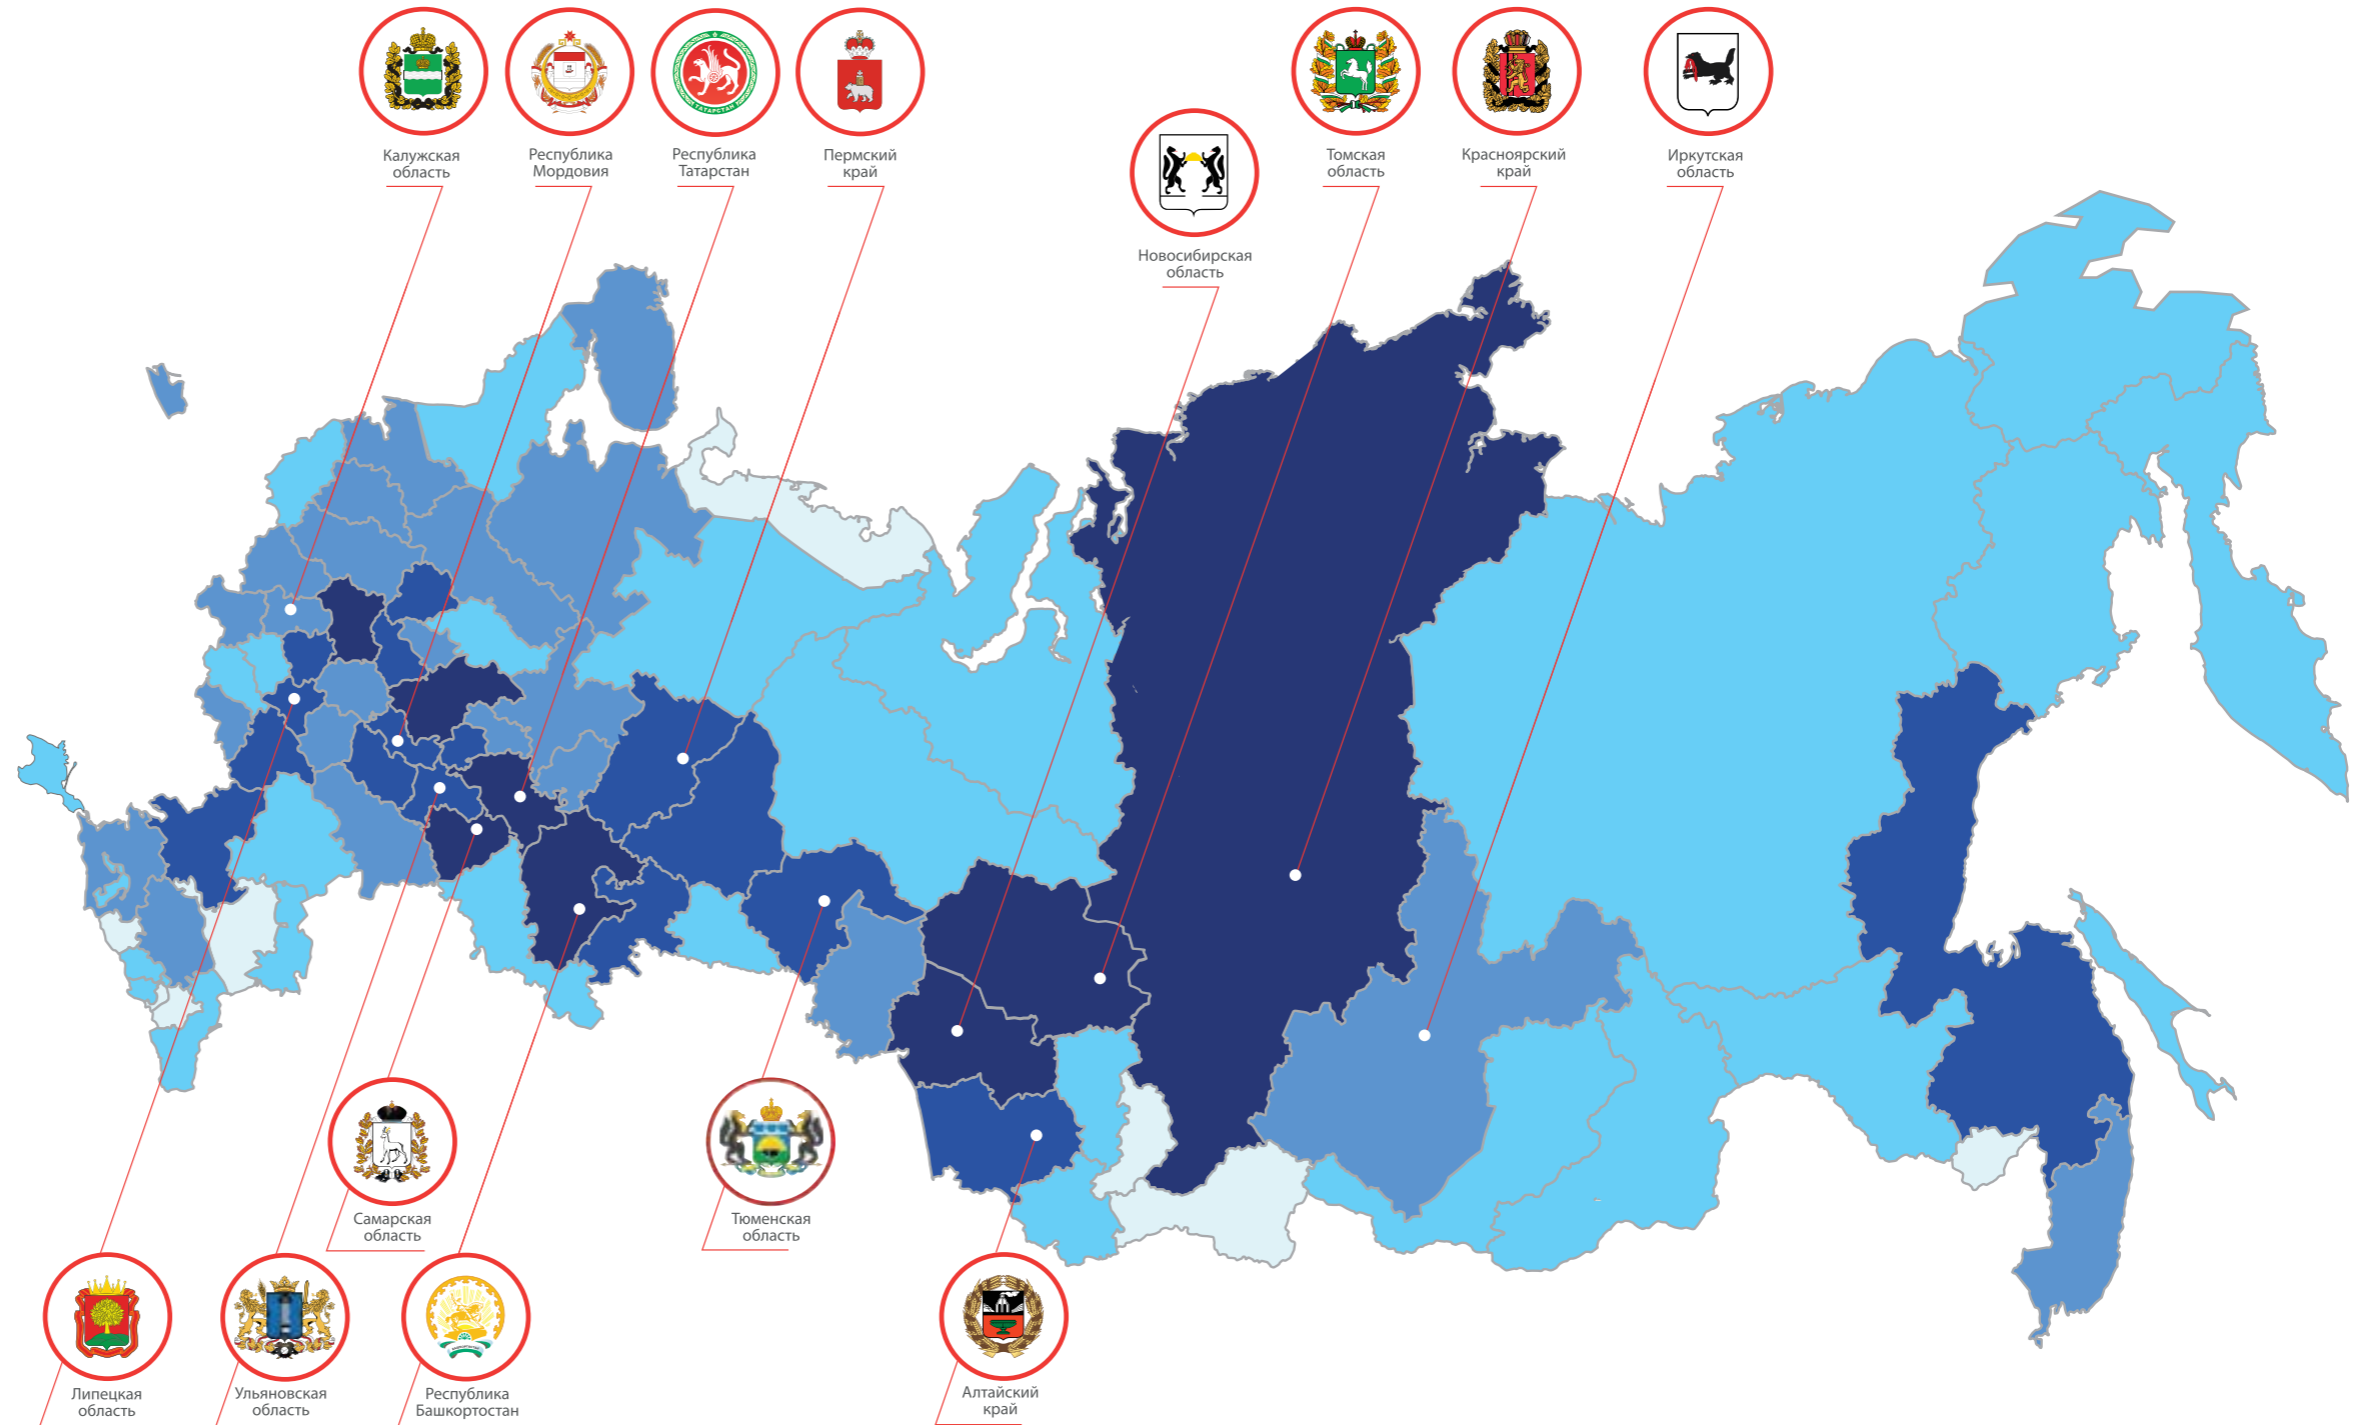 Калужская
область
Республика
Мордовия
Республика
Татарстан
Пермский
край
Новосибирская
область
Томская
область
Красноярский
край
Иркутская
область
ТАТАРСТАН
Самарская
область
Тюменская
область
Липецкая
область
Ульяновская
область
Республика
Башкортостан
Алтайский
край